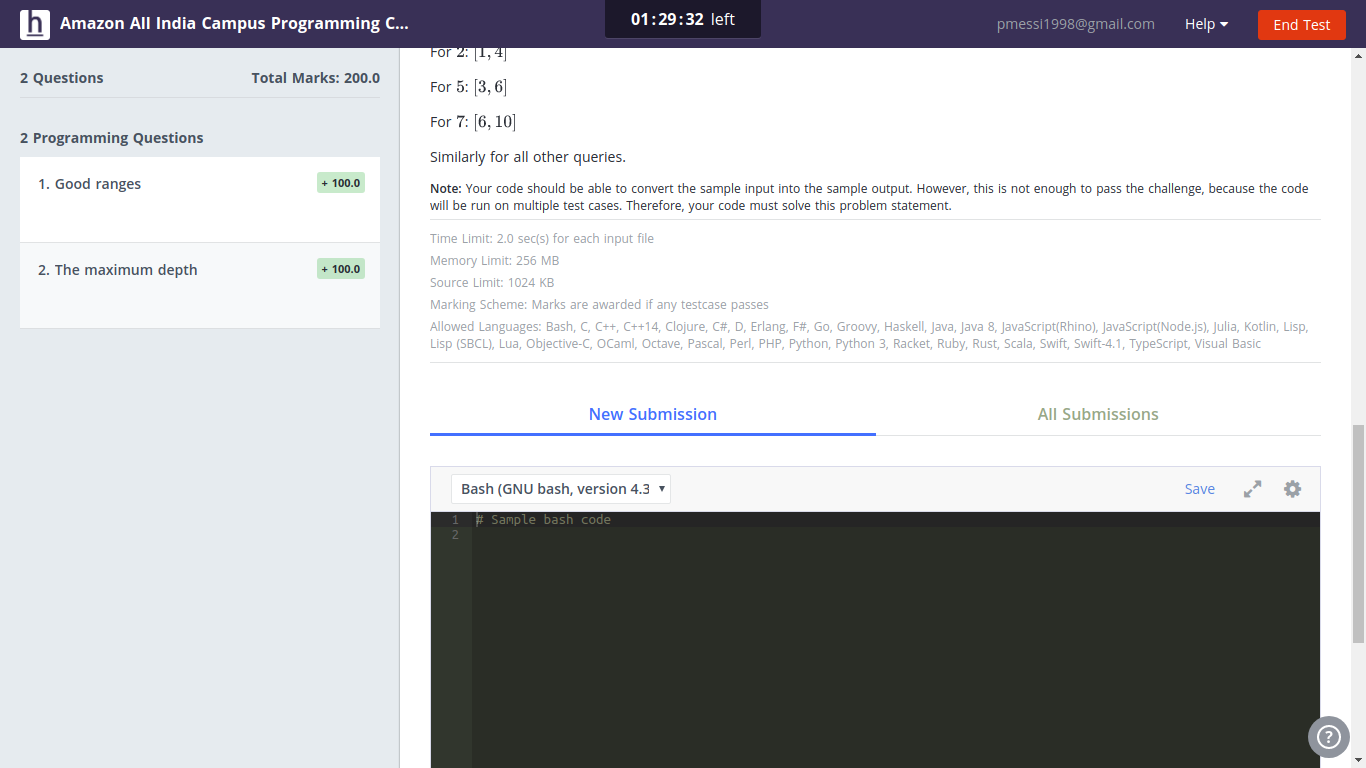 h Amazon All India Campus Programming C... 01:29:32 left pmessi1998@gmail.com Help End Test
2 Questions Total Marks: 200.0
2 Programming Questions
1. Good ranges + 100.0
2. The maximum depth + 100.0
For 2: [1, 4]
For 5: [3, 6]
For 7: [6, 10]
Similarly for all other queries.
Note: Your code should be able to convert the sample input into the sample output. However, this is not enough to pass the challenge, because the code
will be run on multiple test cases. Therefore, your code must solve this problem statement.
Time Limit: 2.0 sec(s) for each input file
Memory Limit: 256 MB
Source Limit: 1024 KB
Marking Scheme: Marks are awarded if any testcase passes
Allowed Languages: Bash, C, C++, C++14, Clojure, C#, D, Erlang, F#, Go, Groovy, Haskell, Java, Java 8, JavaScript(Rhino), JavaScript(Node.js), Julia, Kotlin, Lisp,
Lisp (SBCL), Lua, Objective-C, OCaml, Octave, Pascal, Perl, PHP, Python, Python 3, Racket, Ruby, Rust, Scala, Swift, Swift-4.1, TypeScript, Visual Basic
New Submission All Submissions
Bash (GNU bash, version 4.3 Save
1 # Sample bash code
2
?